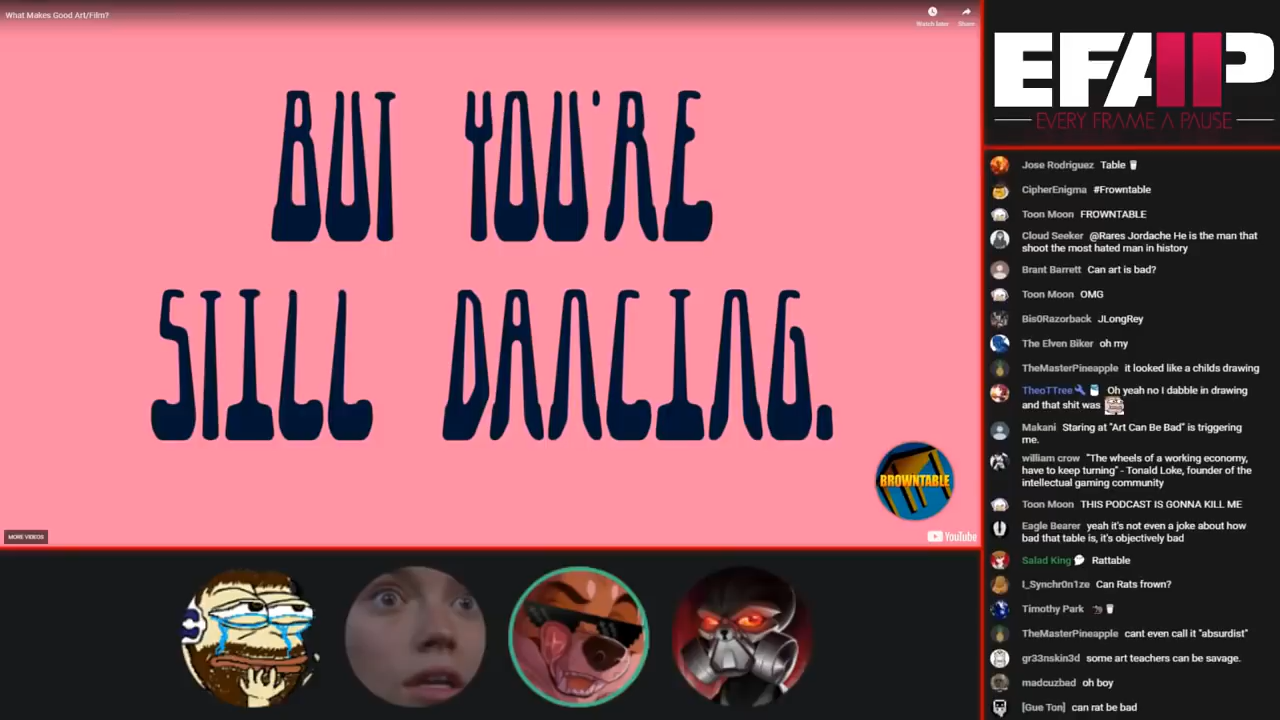 What Makes Good Art/Film?
Watch later
Share
BUT YOU'RE
STILL DANCING.
BROWNTABLE
MORE VIDEOS
YouTube
EFAP
EVERY FRAME A PAUSE
Jose Rodriguez Table
CipherEnigma #Frowntable
Toon Moon FROWNTABLE
Cloud Seeker @Rares Jordache He is the man that
shoot the most hated man in history
Brant Barrett Can art is bad?
Toon Moon OMG
Bis0Razorback JLongRey
The Elven Biker oh my
TheMasterPineapple it looked like a childs drawing
TheoTTree Oh yeah no I dabble in drawing
and that shit was
Makani Staring at "Art Can Be Bad" is triggering
me.
william crow "The wheels of a working economy,
have to keep turning" - Tonald Loke, founder of the
intellectual gaming community
Toon Moon THIS PODCAST IS GONNA KILL ME
Eagle Bearer yeah it's not even a joke about how
bad that table is, it's objectively bad
Salad King Rattable
I_Synchr0n1ze Can Rats frown?
Timothy Park
TheMasterPineapple cant even call it "absurdist"
gr33nskin3d some art teachers can be savage.
madcuzbad oh boy
[Gue Ton] can rat be bad